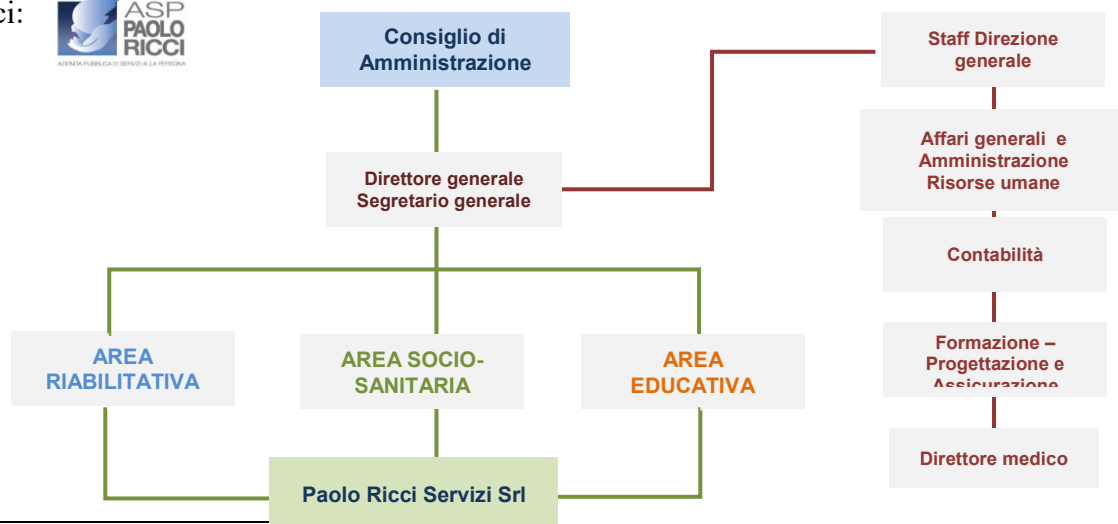 ci:
ASP
PAOLO
RICCI
AZIENDA PUBBLICA DI SERVIZI ALLA PERSONA
Consiglio di
Amministrazione
Staff Direzione
generale
Affari generali e
Amministrazione
Risorse umane
Direttore generale
Segretario generale
Contabilità
AREA
RIABILITATIVA
AREA SOCIO-
SANITARIA
AREA
EDUCATIVA
Formazione –
Progettazione e
Assicurazione
Direttore medico
Paolo Ricci Servizi Srl